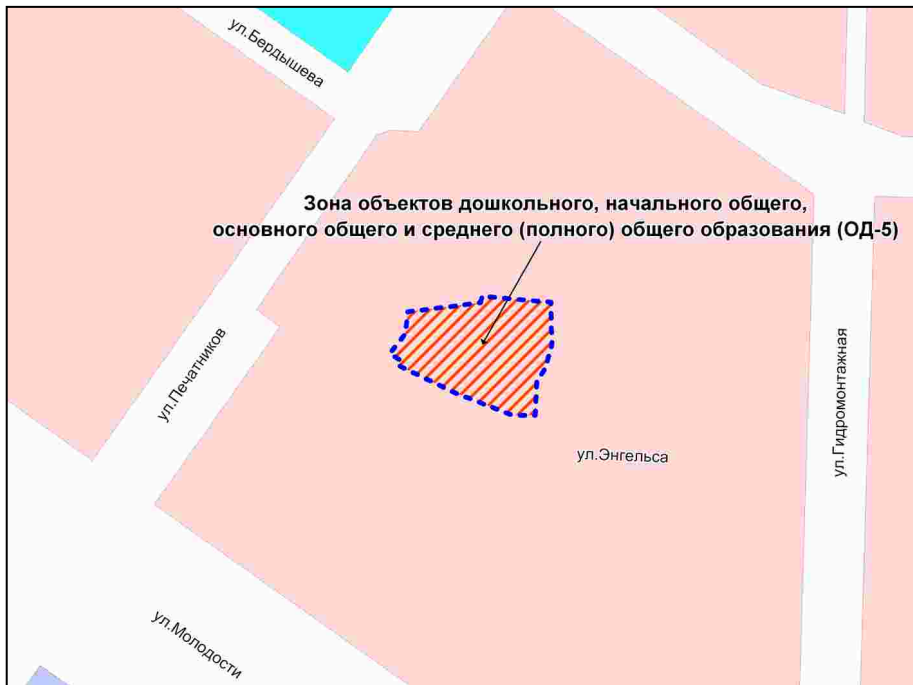 ул.Бердышева
Зона объектов дошкольного, начального общего,
основного общего и среднего (полного) общего образования (ОД-5)
ул.Печатников
ул.Гидромонтажная
ул.Энгельса
ул.Молодости